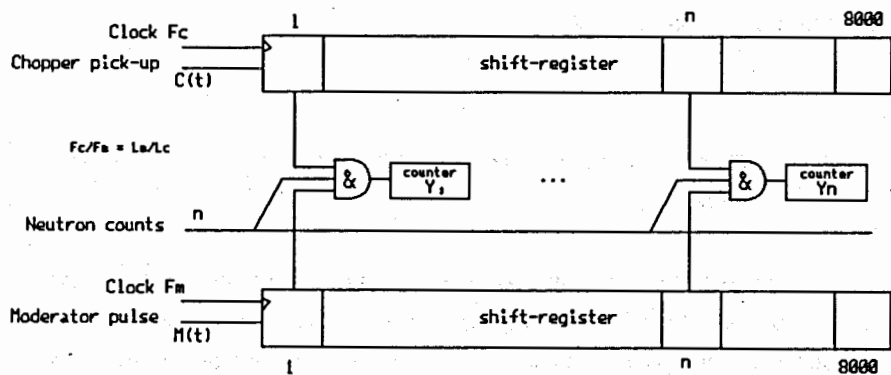 1 n 8000
Clock Fc
Chopper pick-up
C(t)
shift-register
Fc/Fm = Lm/Lc
& counter Y₁ ... & counter Yn
n
Neutron counts
Clock Fm
Moderator pulse
M(t)
shift-register
1 n 8000